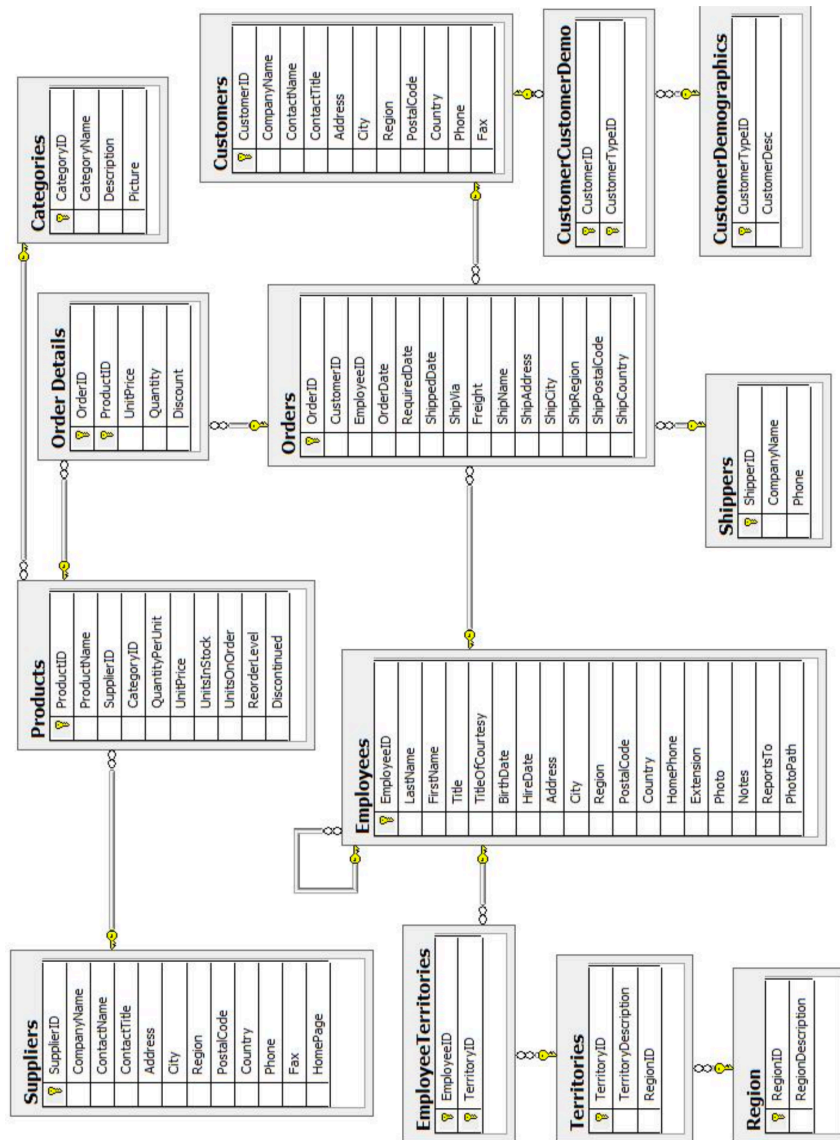 Suppliers
SupplierID
CompanyName
ContactName
ContactTitle
Address
City
Region
PostalCode
Country
Phone
Fax
HomePage
Products
ProductID
ProductName
SupplierID
CategoryID
QuantityPerUnit
UnitPrice
UnitsInStock
UnitsOnOrder
ReorderLevel
Discontinued
Order Details
OrderID
ProductID
UnitPrice
Quantity
Discount
Categories
CategoryID
CategoryName
Description
Picture
EmployeeTerritories
EmployeeID
TerritoryID
Employees
EmployeeID
LastName
FirstName
Title
TitleOfCourtesy
BirthDate
HireDate
Address
City
Region
PostalCode
Country
HomePhone
Extension
Photo
Notes
ReportsTo
PhotoPath
Orders
OrderID
CustomerID
EmployeeID
OrderDate
RequiredDate
ShippedDate
ShipVia
Freight
ShipName
ShipAddress
ShipCity
ShipRegion
ShipPostalCode
ShipCountry
Customers
CustomerID
CompanyName
ContactName
ContactTitle
Address
City
Region
PostalCode
Country
Phone
Fax
Territories
TerritoryID
TerritoryDescription
RegionID
CustomerCustomerDemo
CustomerID
CustomerTypeID
Region
RegionID
RegionDescription
Shippers
ShipperID
CompanyName
Phone
CustomerDemographics
CustomerTypeID
CustomerDesc